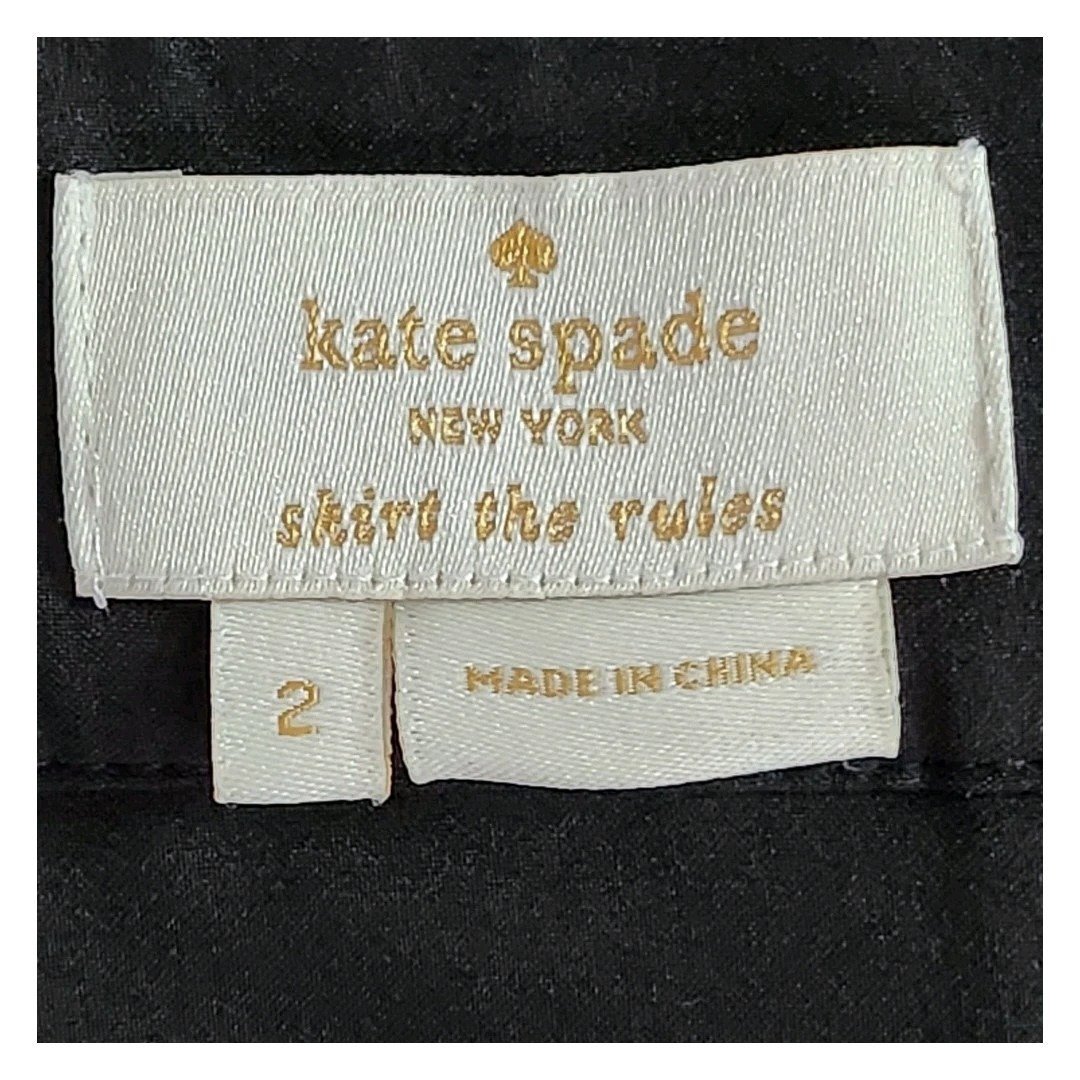 kate spade
NEW YORK
skirt the rules
2
MADE IN CHINA